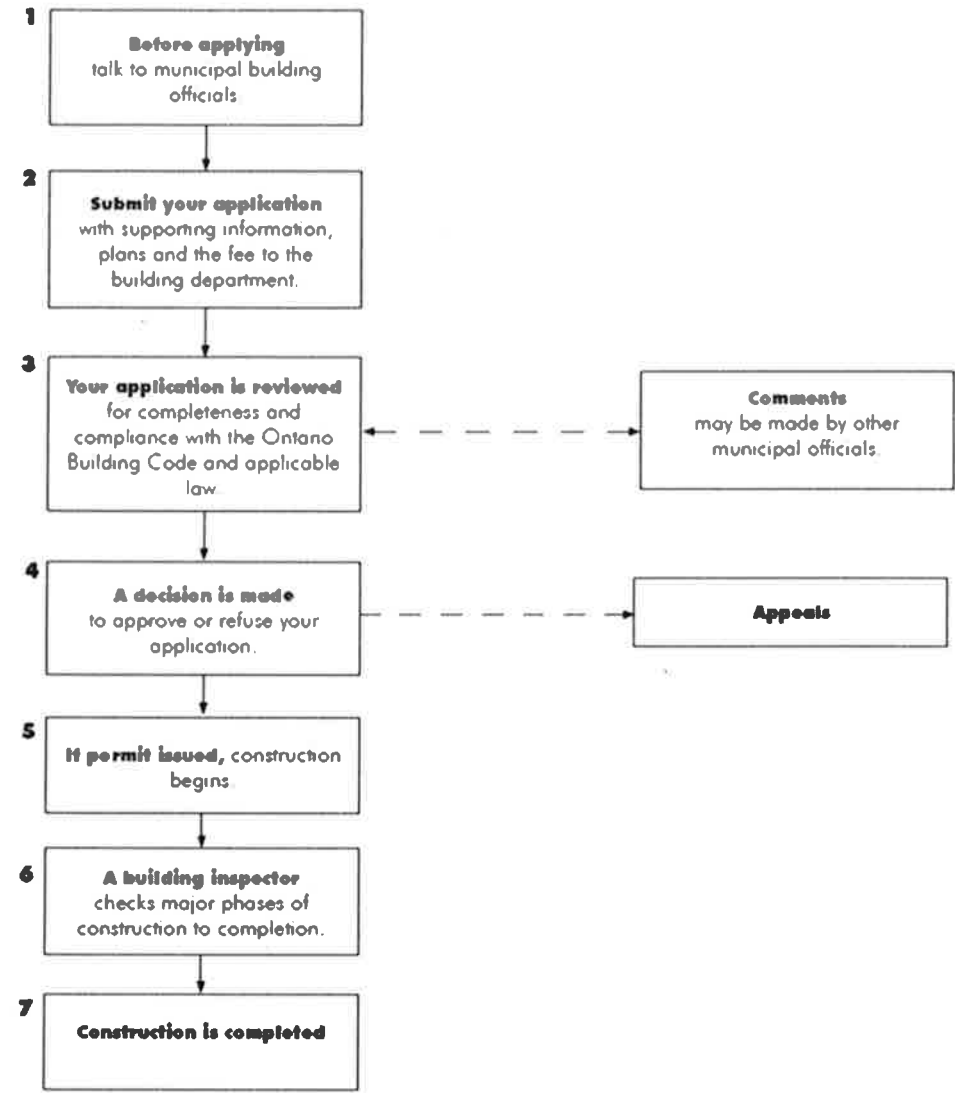 1
Before applying
talk to municipal building
officials
2
Submit your application
with supporting information,
plans and the fee to the
building department.
3
Your application is reviewed
for completeness and
compliance with the Ontario
Building Code and applicable
law.
Comments
may be made by other
municipal officials.
4
A decision is made
to approve or refuse your
application.
Appeals
5
If permit issued, construction
begins.
6
A building inspector
checks major phases of
construction to completion.
7
Construction is completed